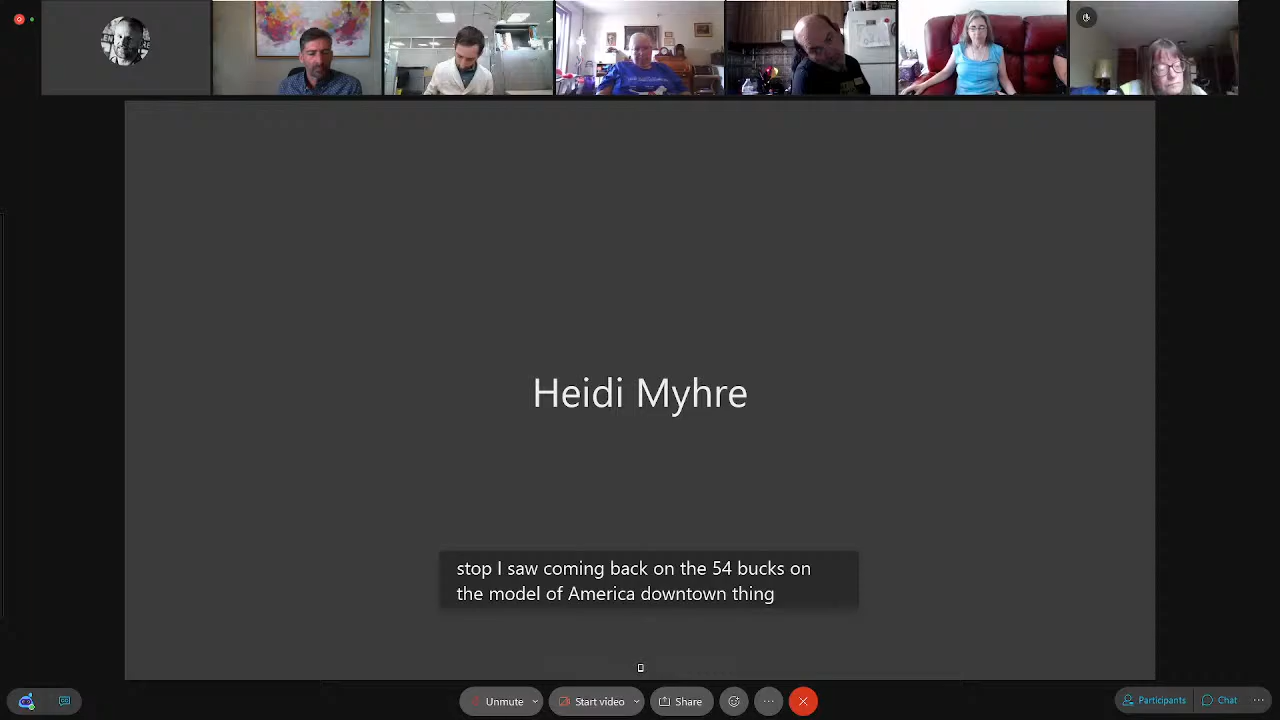 Heidi Myhre
stop I saw coming back on the 54 bucks on
the model of America downtown thing
Unmute
Start video
Share
Participants
Chat